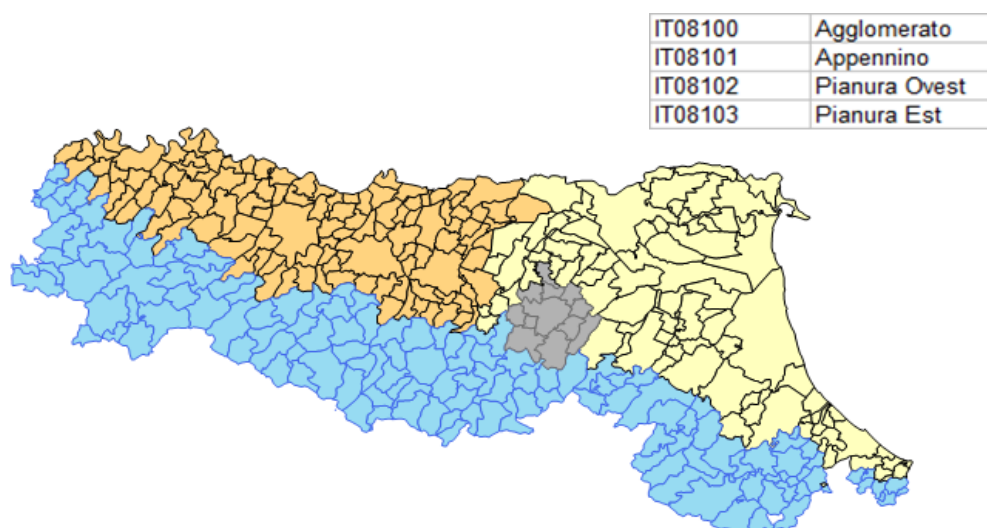 IT08100 Agglomerato
IT08101 Appennino
IT08102 Pianura Ovest
IT08103 Pianura Est